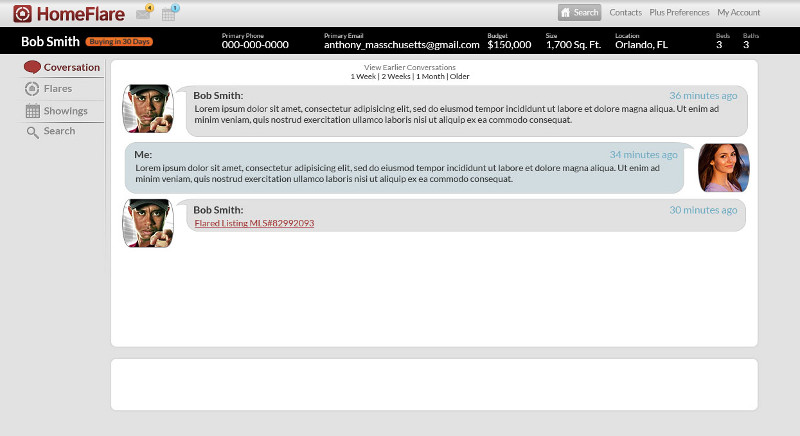 HomeFlare
4
1
Search
Contacts
Plus Preferences
My Account
Bob Smith
Buying in 30 Days
Primary Phone
000-000-0000
Primary Email
anthony_masschusetts@gmail.com
Budget
$150,000
Size
1,700 Sq. Ft.
Location
Orlando, FL
Beds
3
Baths
3
Coversation
Flares
Showings
Search
View Earlier Conversations
1 Week | 2 Weeks | 1 Month | Older
Bob Smith:
36 minutes ago
Lorem ipsum dolor sit amet, consectetur adipisicing elit, sed do eiusmod tempor incididunt ut labore et dolore magna aliqua. Ut enim ad
minim veniam, quis nostrud exercitation ullamco laboris nisi ut aliquip ex ea commodo consequat.
Me:
34 minutes ago
Lorem ipsum dolor sit amet, consectetur adipisicing elit, sed do eiusmod tempor incididunt ut labore et dolore magna aliqua. Ut enim ad
minim veniam, quis nostrud exercitation ullamco laboris nisi ut aliquip ex ea commodo consequat.
Bob Smith:
30 minutes ago
Flared Listing MLS#82992093